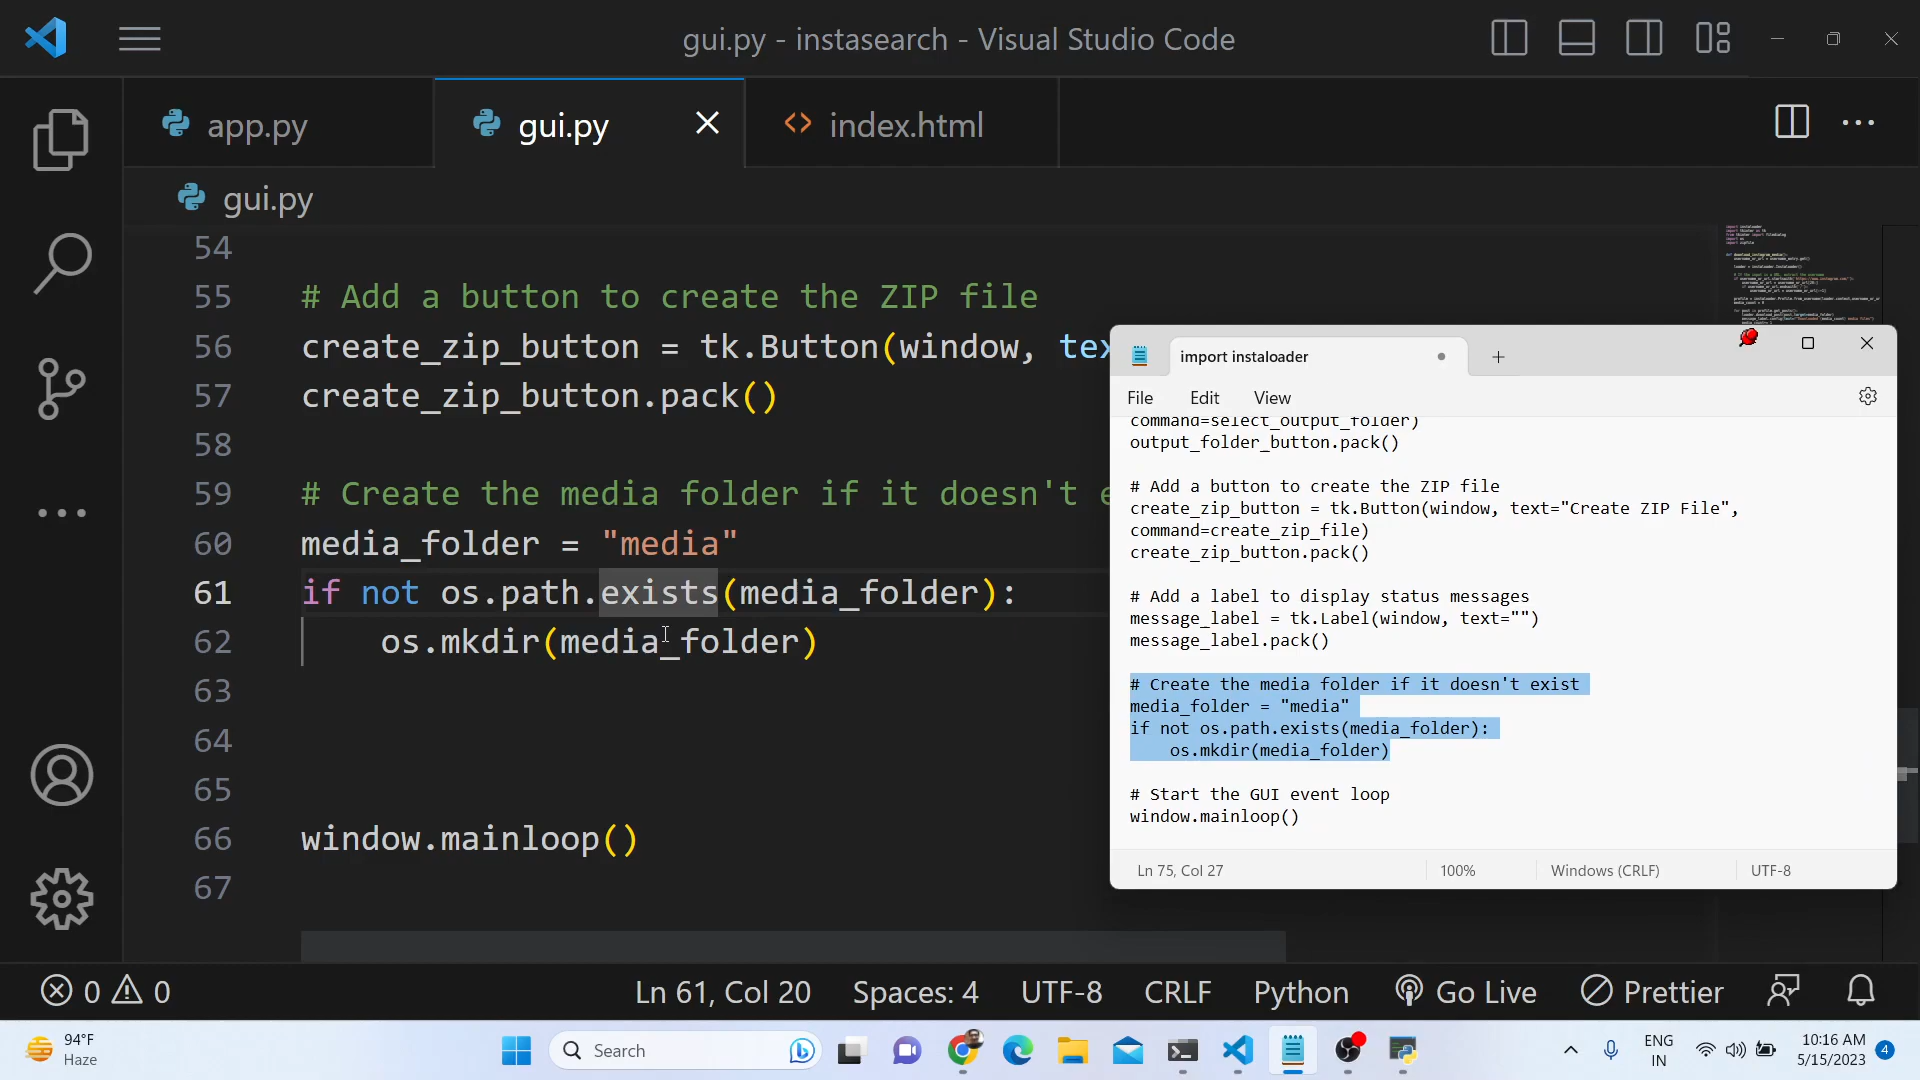 gui.py - instasearch - Visual Studio Code
app.py
gui.py
index.html
gui.py
54
55 # Add a button to create the ZIP file
56 create_zip_button = tk.Button(window, tex
57 create_zip_button.pack()
58
59 # Create the media folder if it doesn't e
60 media_folder = "media"
61 if not os.path.exists(media_folder):
62 os.mkdir(media_folder)
63
64
65
66 window.mainloop()
67
import instaloader
File Edit View
command=select_output_folder)
output_folder_button.pack()
# Add a button to create the ZIP file
create_zip_button = tk.Button(window, text="Create ZIP File",
command=create_zip_file)
create_zip_button.pack()
# Add a label to display status messages
message_label = tk.Label(window, text="")
message_label.pack()
# Create the media folder if it doesn't exist
media_folder = "media"
if not os.path.exists(media_folder):
os.mkdir(media_folder)
# Start the GUI event loop
window.mainloop()
Ln 75, Col 27 100% Windows (CRLF) UTF-8
0 0 Ln 61, Col 20 Spaces: 4 UTF-8 CRLF Python Go Live Prettier
94°F
Haze
Search
ENG
IN
10:16 AM
5/15/2023
4